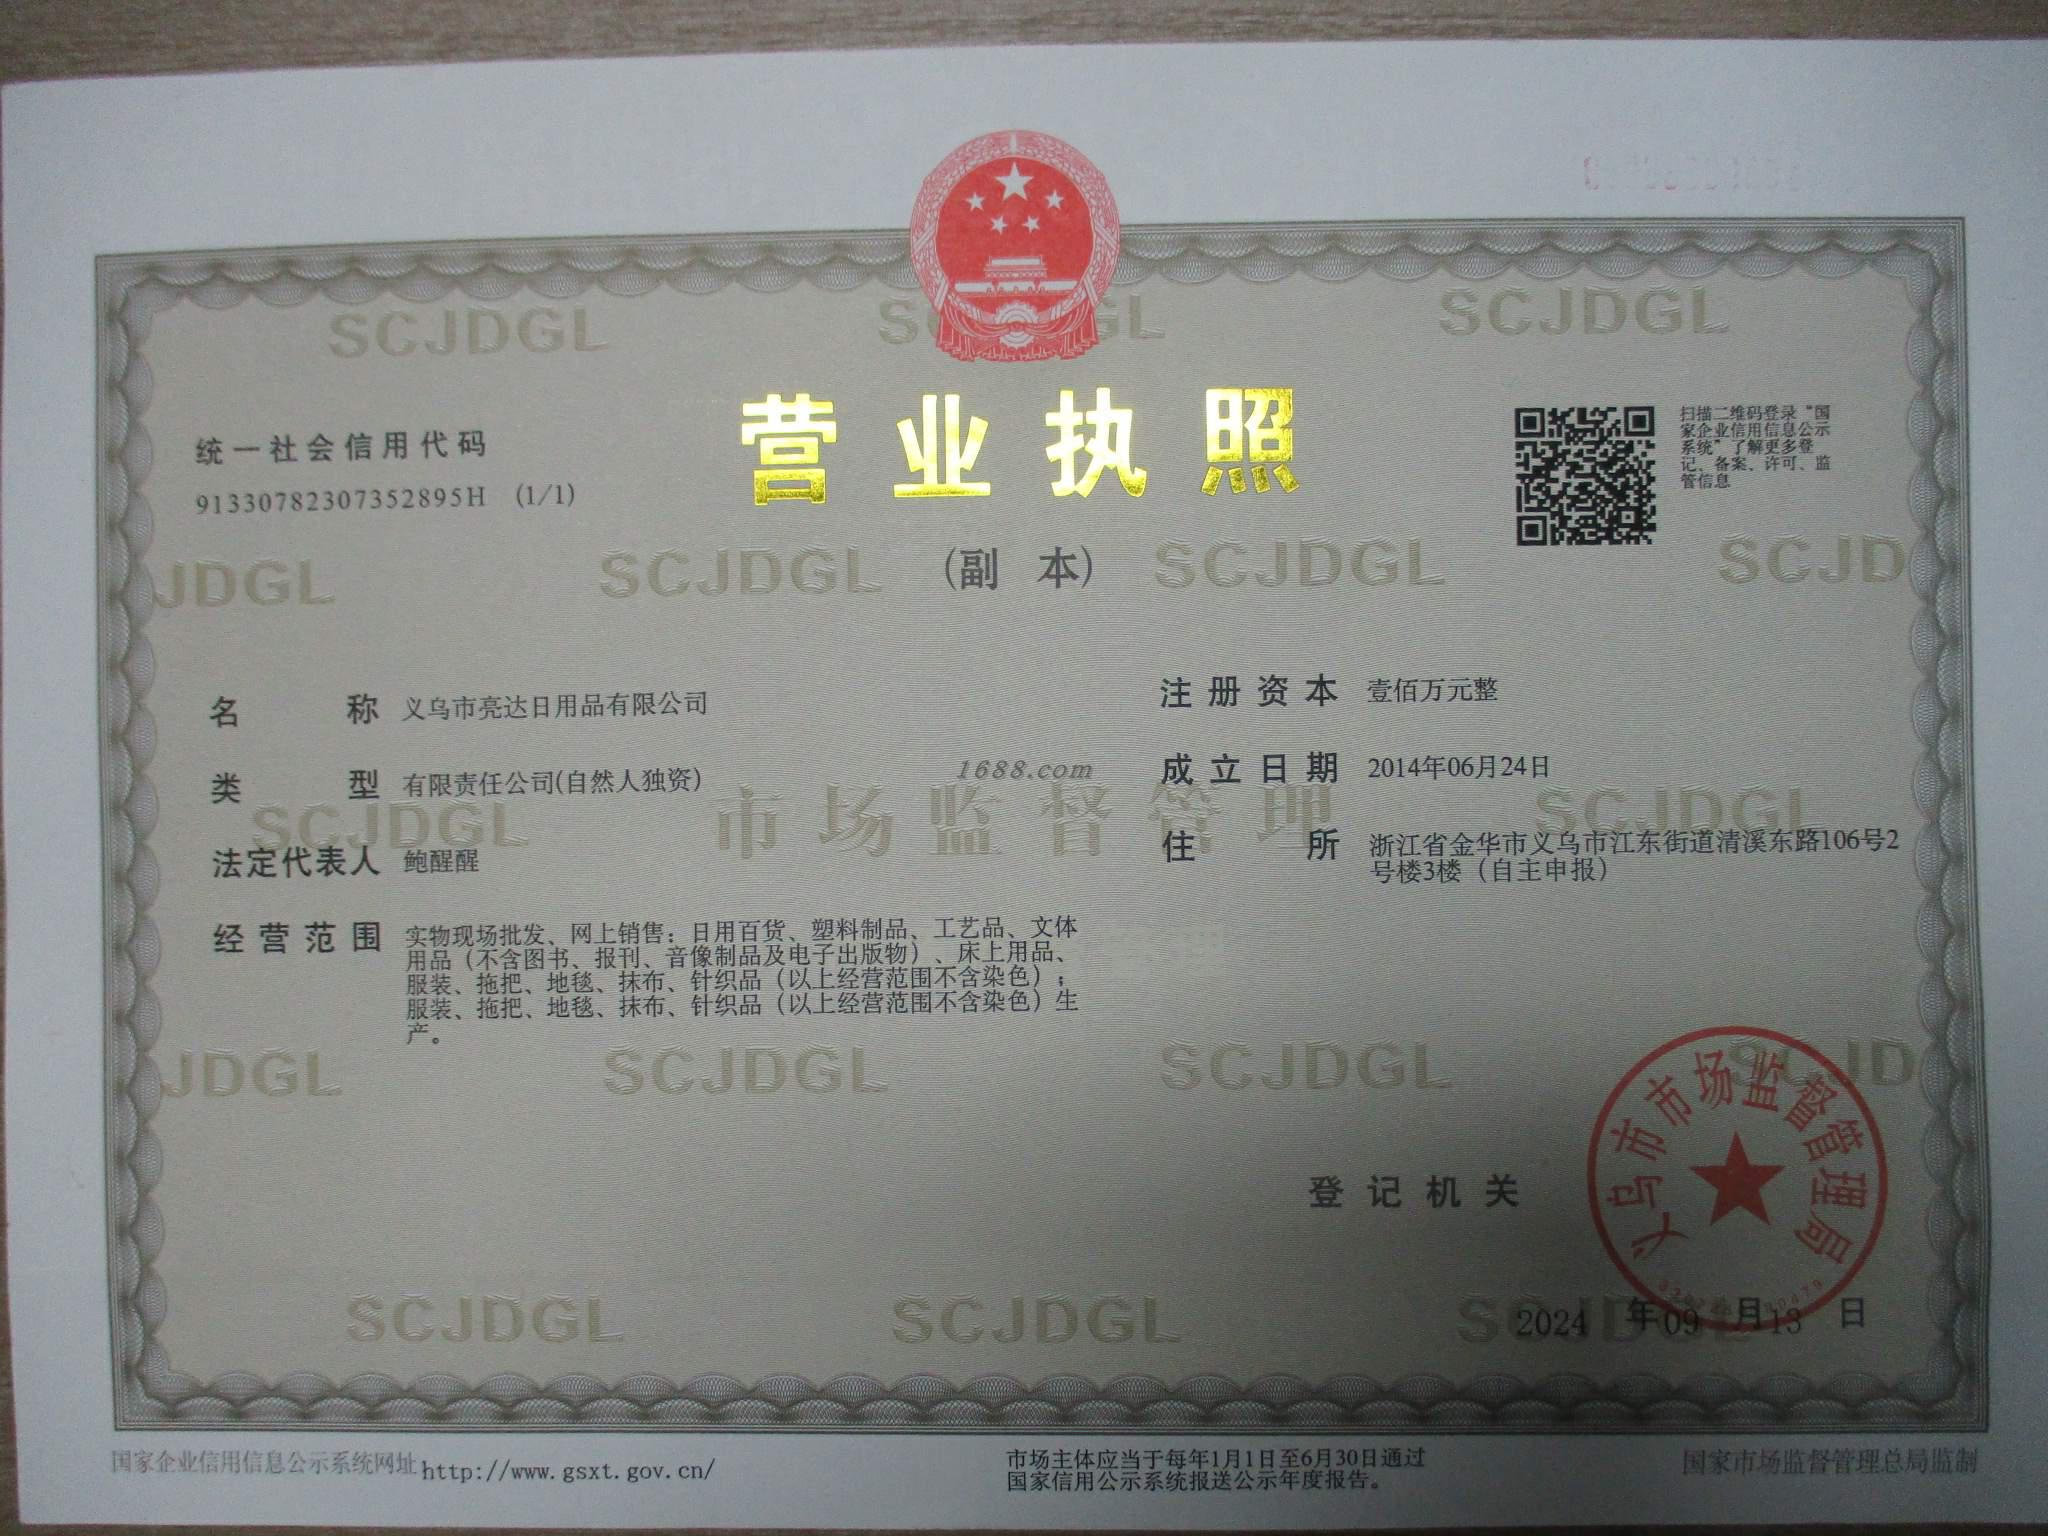 SCJDGL
SCJDGL
SCJDGL
营业执照
(副 本)
统一社会信用代码
91330782307352895H (1/1)
扫描二维码登录“国
家企业信用信息公示
系统”了解更多登
记、备案、许可、监
管信息
JDGL
SCJDGL
SCJDGL
SCJD
名 称 义乌市亮达日用品有限公司
类 型 有限责任公司(自然人独资)
法定代表人 鲍醒醒
经营范围 实物现场批发、网上销售：日用百货、塑料制品、工艺品、文体
用品（不含图书、报刊、音像制品及电子出版物）、床上用品、
服装、拖把、地毯、抹布、针织品（以上经营范围不含染色）；
服装、拖把、地毯、抹布、针织品（以上经营范围不含染色）生
产。
注册资本 壹佰万元整
成立日期 2014年06月24日
住 所 浙江省金华市义乌市江东街道清溪东路106号2
号楼3楼（自主申报）
1688.com
SCJDGL
市场监督管理
SCJDGL
JDGL
SCJDGL
SCJDGL
SCJD
登记机关
义乌市市场监督管理局
2024 年09 月13 日
SCJDGL
SCJDGL
SCJDGL
国家企业信用信息公示系统网址http://www.gsxt.gov.cn/
市场主体应当于每年1月1日至6月30日通过
国家信用公示系统报送公示年度报告。
国家市场监督管理总局监制